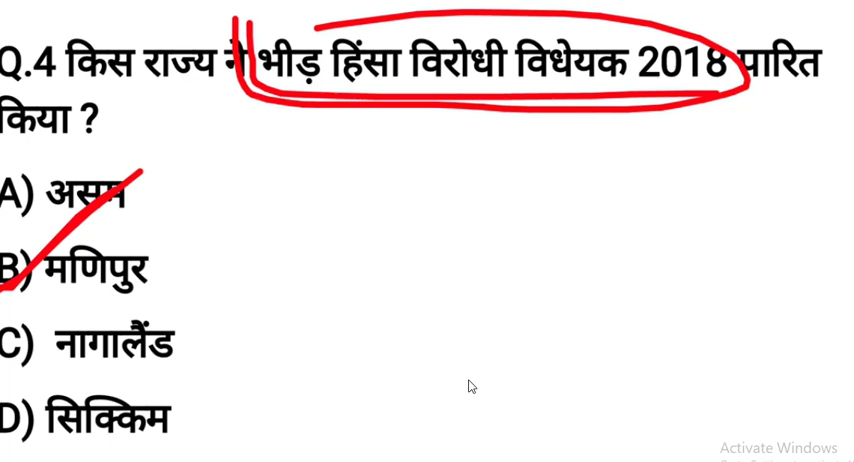 Q.4 किस राज्य ने भीड़ हिंसा विरोधी विधेयक 2018 पारित
किया ?
A) असम
B) मणिपुर
C) नागालैंड
D) सिक्किम
Activate Windows